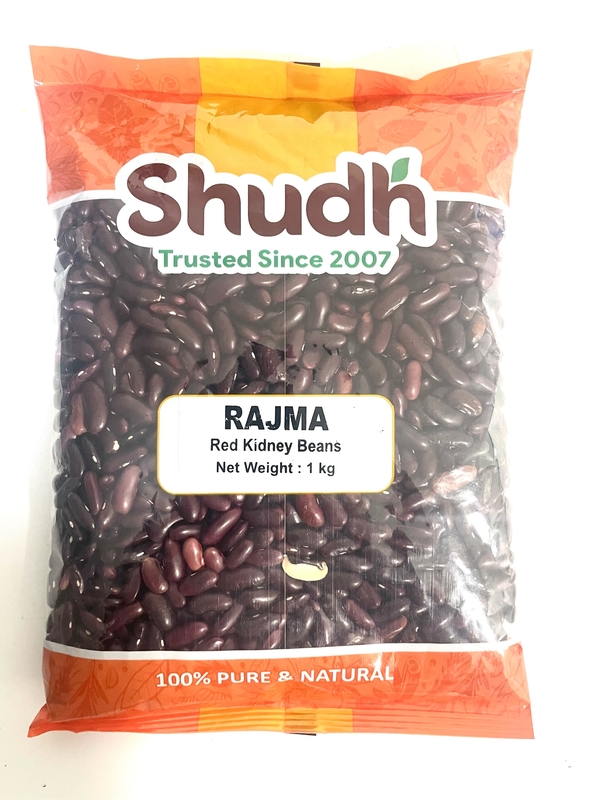 Shudh
Trusted Since 2007
RAJMA
Red Kidney Beans
Net Weight : 1 kg
100% PURE & NATURAL